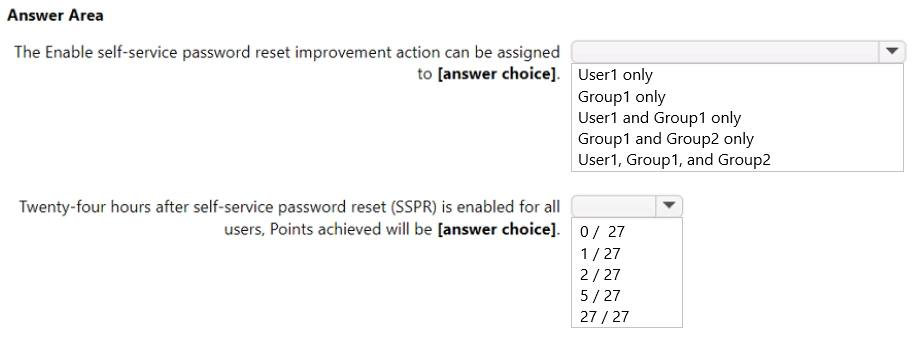 Answer Area
The Enable self-service password reset improvement action can be assigned
to [answer choice].
User1 only
Group1 only
User1 and Group1 only
Group1 and Group2 only
User1, Group1, and Group2
Twenty-four hours after self-service password reset (SSPR) is enabled for all
users, Points achieved will be [answer choice].
0 / 27
1 / 27
2 / 27
5 / 27
27 / 27